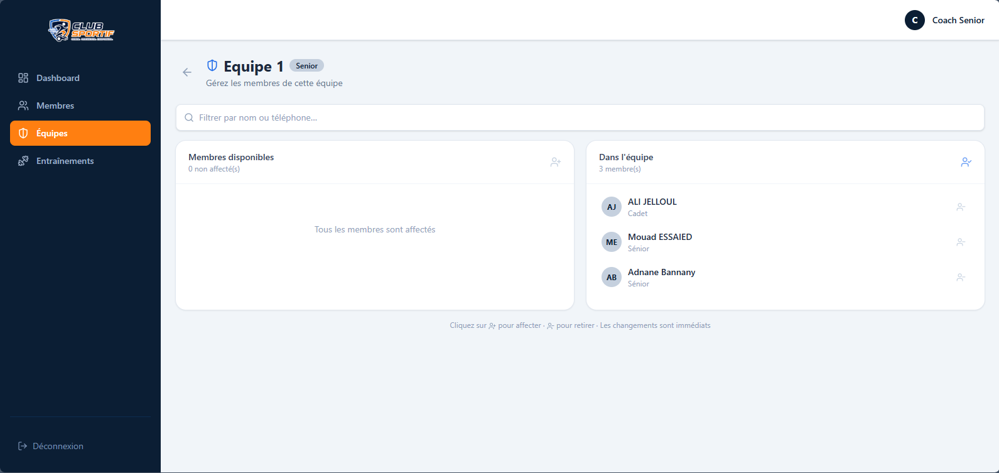 CLUB
SPORTIF
C
Coach Senior
Dashboard
Membres
Équipes
Entraînements
Déconnexion
Equipe 1
Senior
Gérez les membres de cette équipe
Filtrer par nom ou téléphone...
Membres disponibles
0 non affecté(s)
Tous les membres sont affectés
Dans l'équipe
3 membre(s)
AJ
ALI JELLOUL
Cadet
ME
Mouad ESSAIED
Sénior
AB
Adnane Bannany
Sénior
Cliquez sur pour affecter · pour retirer · Les changements sont immédiats